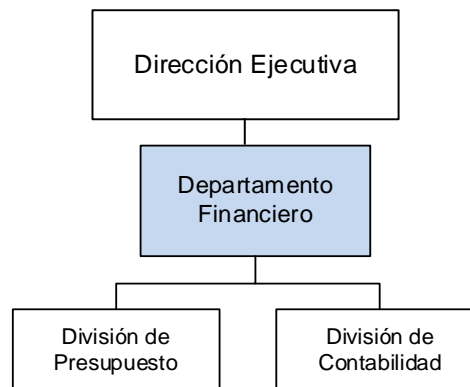 Dirección Ejecutiva
Departamento
Financiero
División de
Presupuesto
División de
Contabilidad